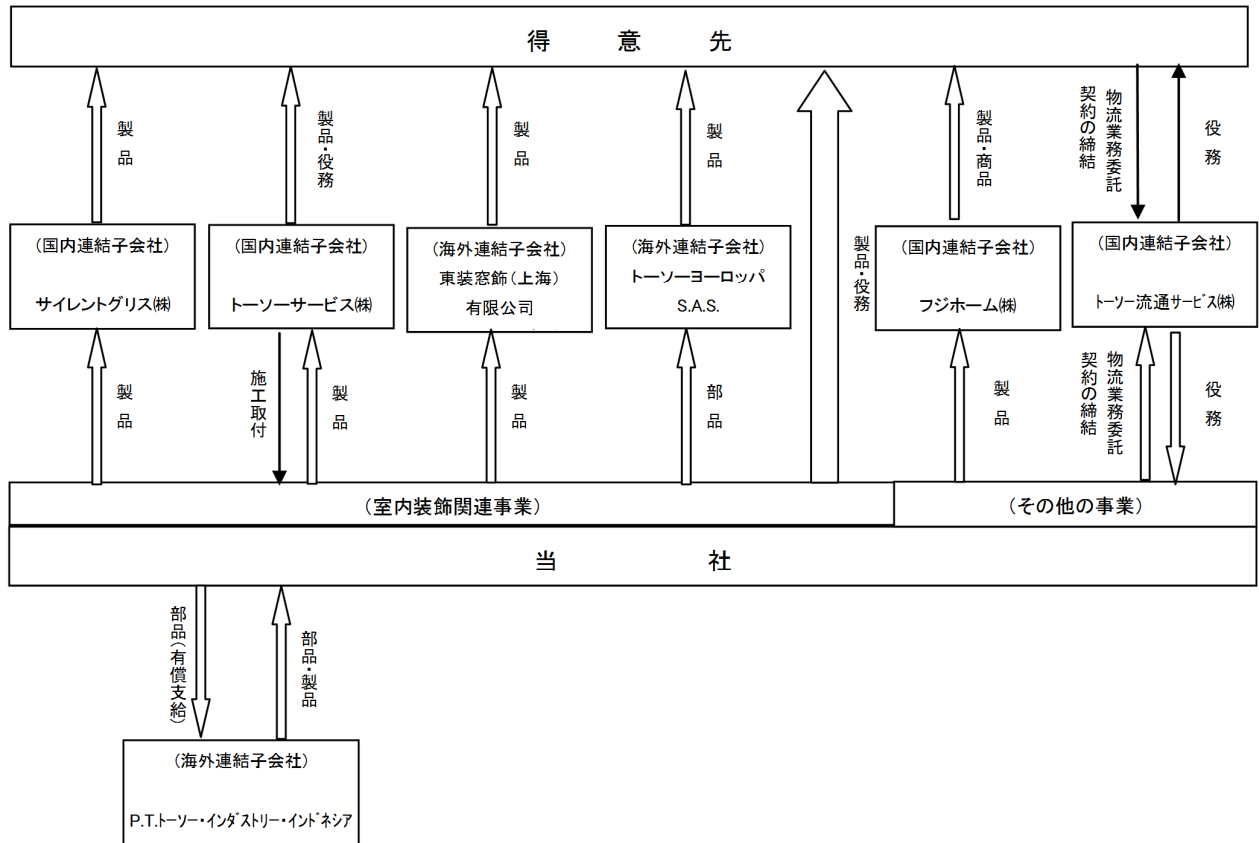 得意先
製品
製品・役務
製品
製品
製品・役務
製品・商品
物流業務委託
契約の締結
役務
(国内連結子会社)
サイレントグリス㈱
(国内連結子会社)
トーソーサービス㈱
(海外連結子会社)
東装窓飾(上海)
有限公司
(海外連結子会社)
トーソーヨーロッパ
S.A.S.
(国内連結子会社)
フジホーム㈱
(国内連結子会社)
トーソー流通サービス㈱
製品
施工取付
製品
製品
部品
製品
物流業務委託
契約の締結
役務
(室内装飾関連事業)
(その他の事業)
当社
部品(有償支給)
部品・製品
(海外連結子会社)
P.T.トーソー・インダストリー・インドネシア